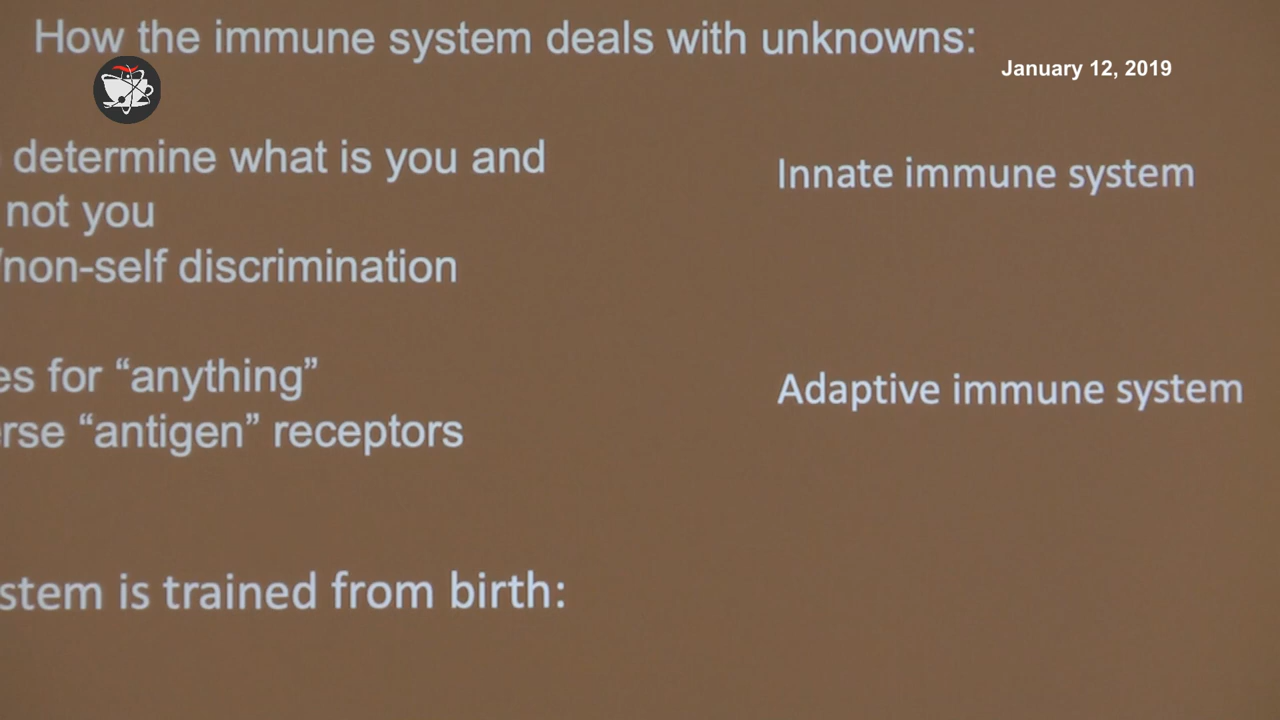 How the immune system deals with unknowns:
January 12, 2019
determine what is you and
not you
/non-self discrimination
Innate immune system
es for “anything”
erse “antigen” receptors
Adaptive immune system
stem is trained from birth: